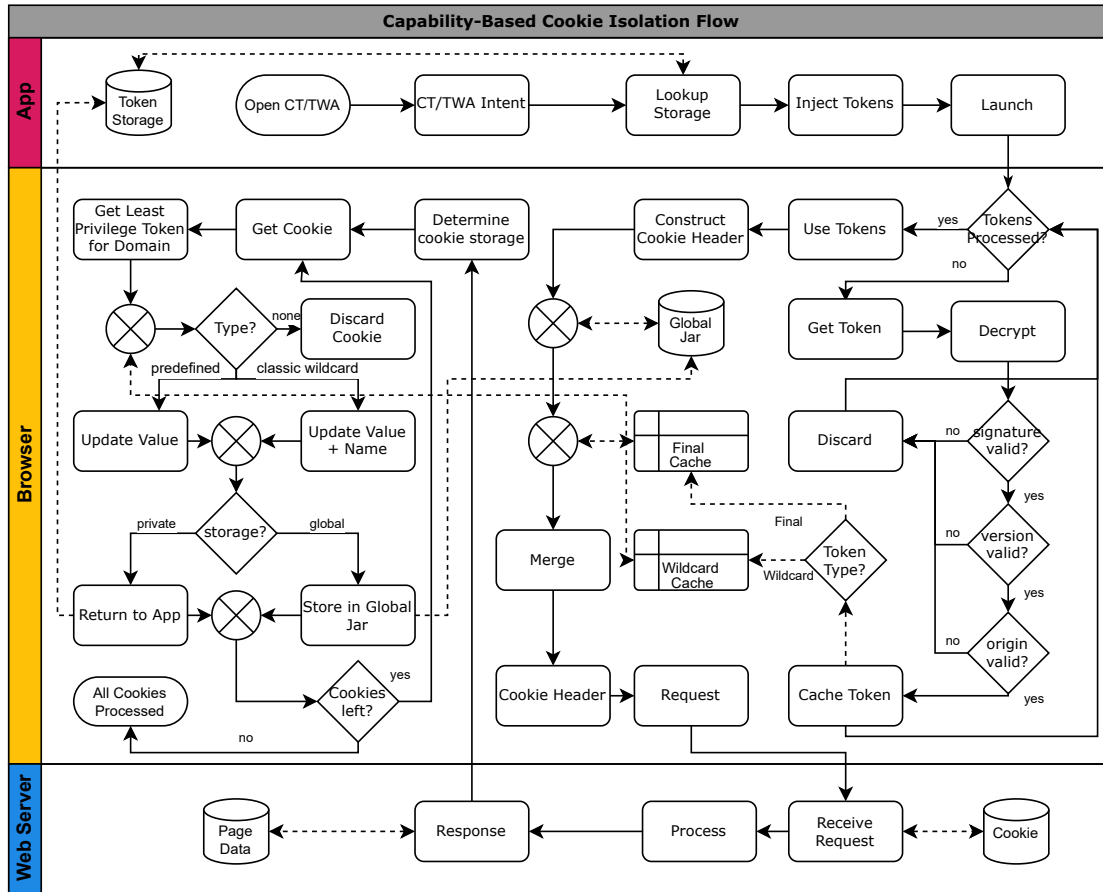 Capability-Based Cookie Isolation Flow
App
Token
Storage
Open CT/TWA
CT/TWA Intent
Lookup
Storage
Inject Tokens
Launch
Browser
Get Least
Privilege Token
for Domain
Get Cookie
Determine
cookie storage
Construct
Cookie Header
Use Tokens
yes
Tokens
Processed?
no
Type?
none
Discard
Cookie
Global
Jar
Get Token
Decrypt
predefined
classic wildcard
Update Value
Update Value
+ Name
Final
Cache
Discard
no
signature
valid?
yes
private
storage?
global
Merge
Final
Wildcard
Cache
Wildcard
Token
Type?
no
version
valid?
yes
Return to App
Store in Global
Jar
no
origin
valid?
yes
All Cookies
Processed
Cookies
left?
yes
no
Cookie Header
Request
Cache Token
Web Server
Page
Data
Response
Process
Receive
Request
Cookie